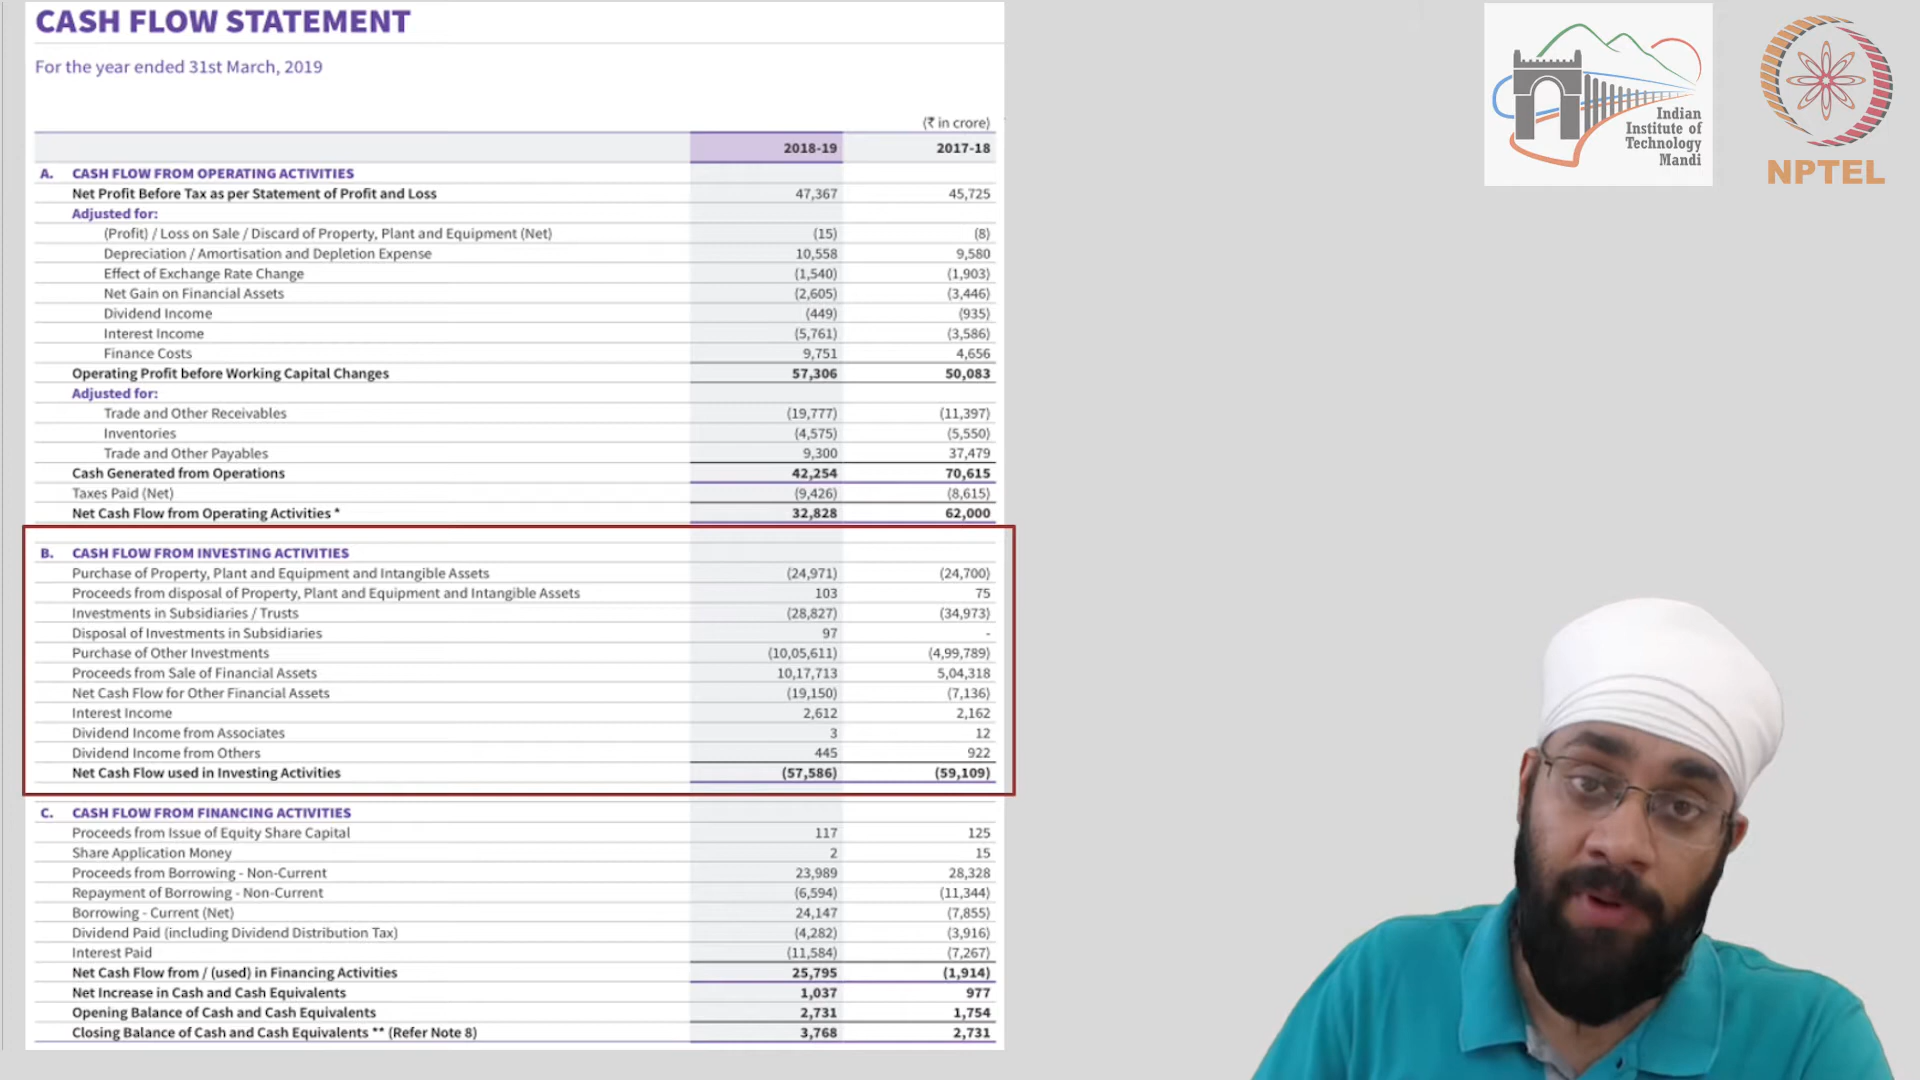 CASH FLOW STATEMENT
For the year ended 31st March, 2019
(₹ in crore)
2018-19 2017-18
A. CASH FLOW FROM OPERATING ACTIVITIES
Net Profit Before Tax as per Statement of Profit and Loss 47,367 45,725
Adjusted for:
(Profit) / Loss on Sale / Discard of Property, Plant and Equipment (Net) (15) (8)
Depreciation / Amortisation and Depletion Expense 10,558 9,580
Effect of Exchange Rate Change (1,540) (1,903)
Net Gain on Financial Assets (2,605) (3,446)
Dividend Income (449) (935)
Interest Income (5,761) (3,586)
Finance Costs 9,751 4,656
Operating Profit before Working Capital Changes 57,306 50,083
Adjusted for:
Trade and Other Receivables (19,777) (11,397)
Inventories (4,575) (5,550)
Trade and Other Payables 9,300 37,479
Cash Generated from Operations 42,254 70,615
Taxes Paid (Net) (9,426) (8,615)
Net Cash Flow from Operating Activities * 32,828 62,000
B. CASH FLOW FROM INVESTING ACTIVITIES
Purchase of Property, Plant and Equipment and Intangible Assets (24,971) (24,700)
Proceeds from disposal of Property, Plant and Equipment and Intangible Assets 103 75
Investments in Subsidiaries / Trusts (28,827) (34,973)
Disposal of Investments in Subsidiaries 97 -
Purchase of Other Investments (10,05,611) (4,99,789)
Proceeds from Sale of Financial Assets 10,17,713 5,04,318
Net Cash Flow for Other Financial Assets (19,150) (7,136)
Interest Income 2,612 2,162
Dividend Income from Associates 3 12
Dividend Income from Others 445 922
Net Cash Flow used in Investing Activities (57,586) (59,109)
C. CASH FLOW FROM FINANCING ACTIVITIES
Proceeds from Issue of Equity Share Capital 117 125
Share Application Money 2 15
Proceeds from Borrowing - Non-Current 23,989 28,328
Repayment of Borrowing - Non-Current (6,594) (11,344)
Borrowing - Current (Net) 24,147 (7,855)
Dividend Paid (including Dividend Distribution Tax) (4,282) (3,916)
Interest Paid (11,584) (7,267)
Net Cash Flow from / (used) in Financing Activities 25,795 (1,914)
Net Increase in Cash and Cash Equivalents 1,037 977
Opening Balance of Cash and Cash Equivalents 2,731 1,754
Closing Balance of Cash and Cash Equivalents ** (Refer Note 8) 3,768 2,731
Indian
Institute of
Technology
Mandi
NPTEL